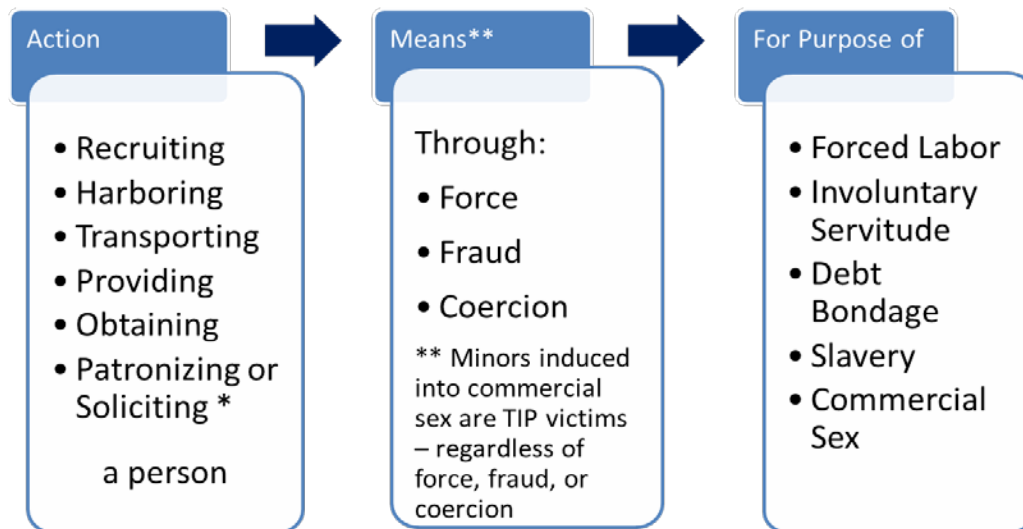 Action
• Recruiting
• Harboring
• Transporting
• Providing
• Obtaining
• Patronizing or
Soliciting *
a person
Means**
Through:
• Force
• Fraud
• Coercion
** Minors induced
into commercial
sex are TIP victims
– regardless of
force, fraud, or
coercion
For Purpose of
• Forced Labor
• Involuntary
Servitude
• Debt
Bondage
• Slavery
• Commercial
Sex